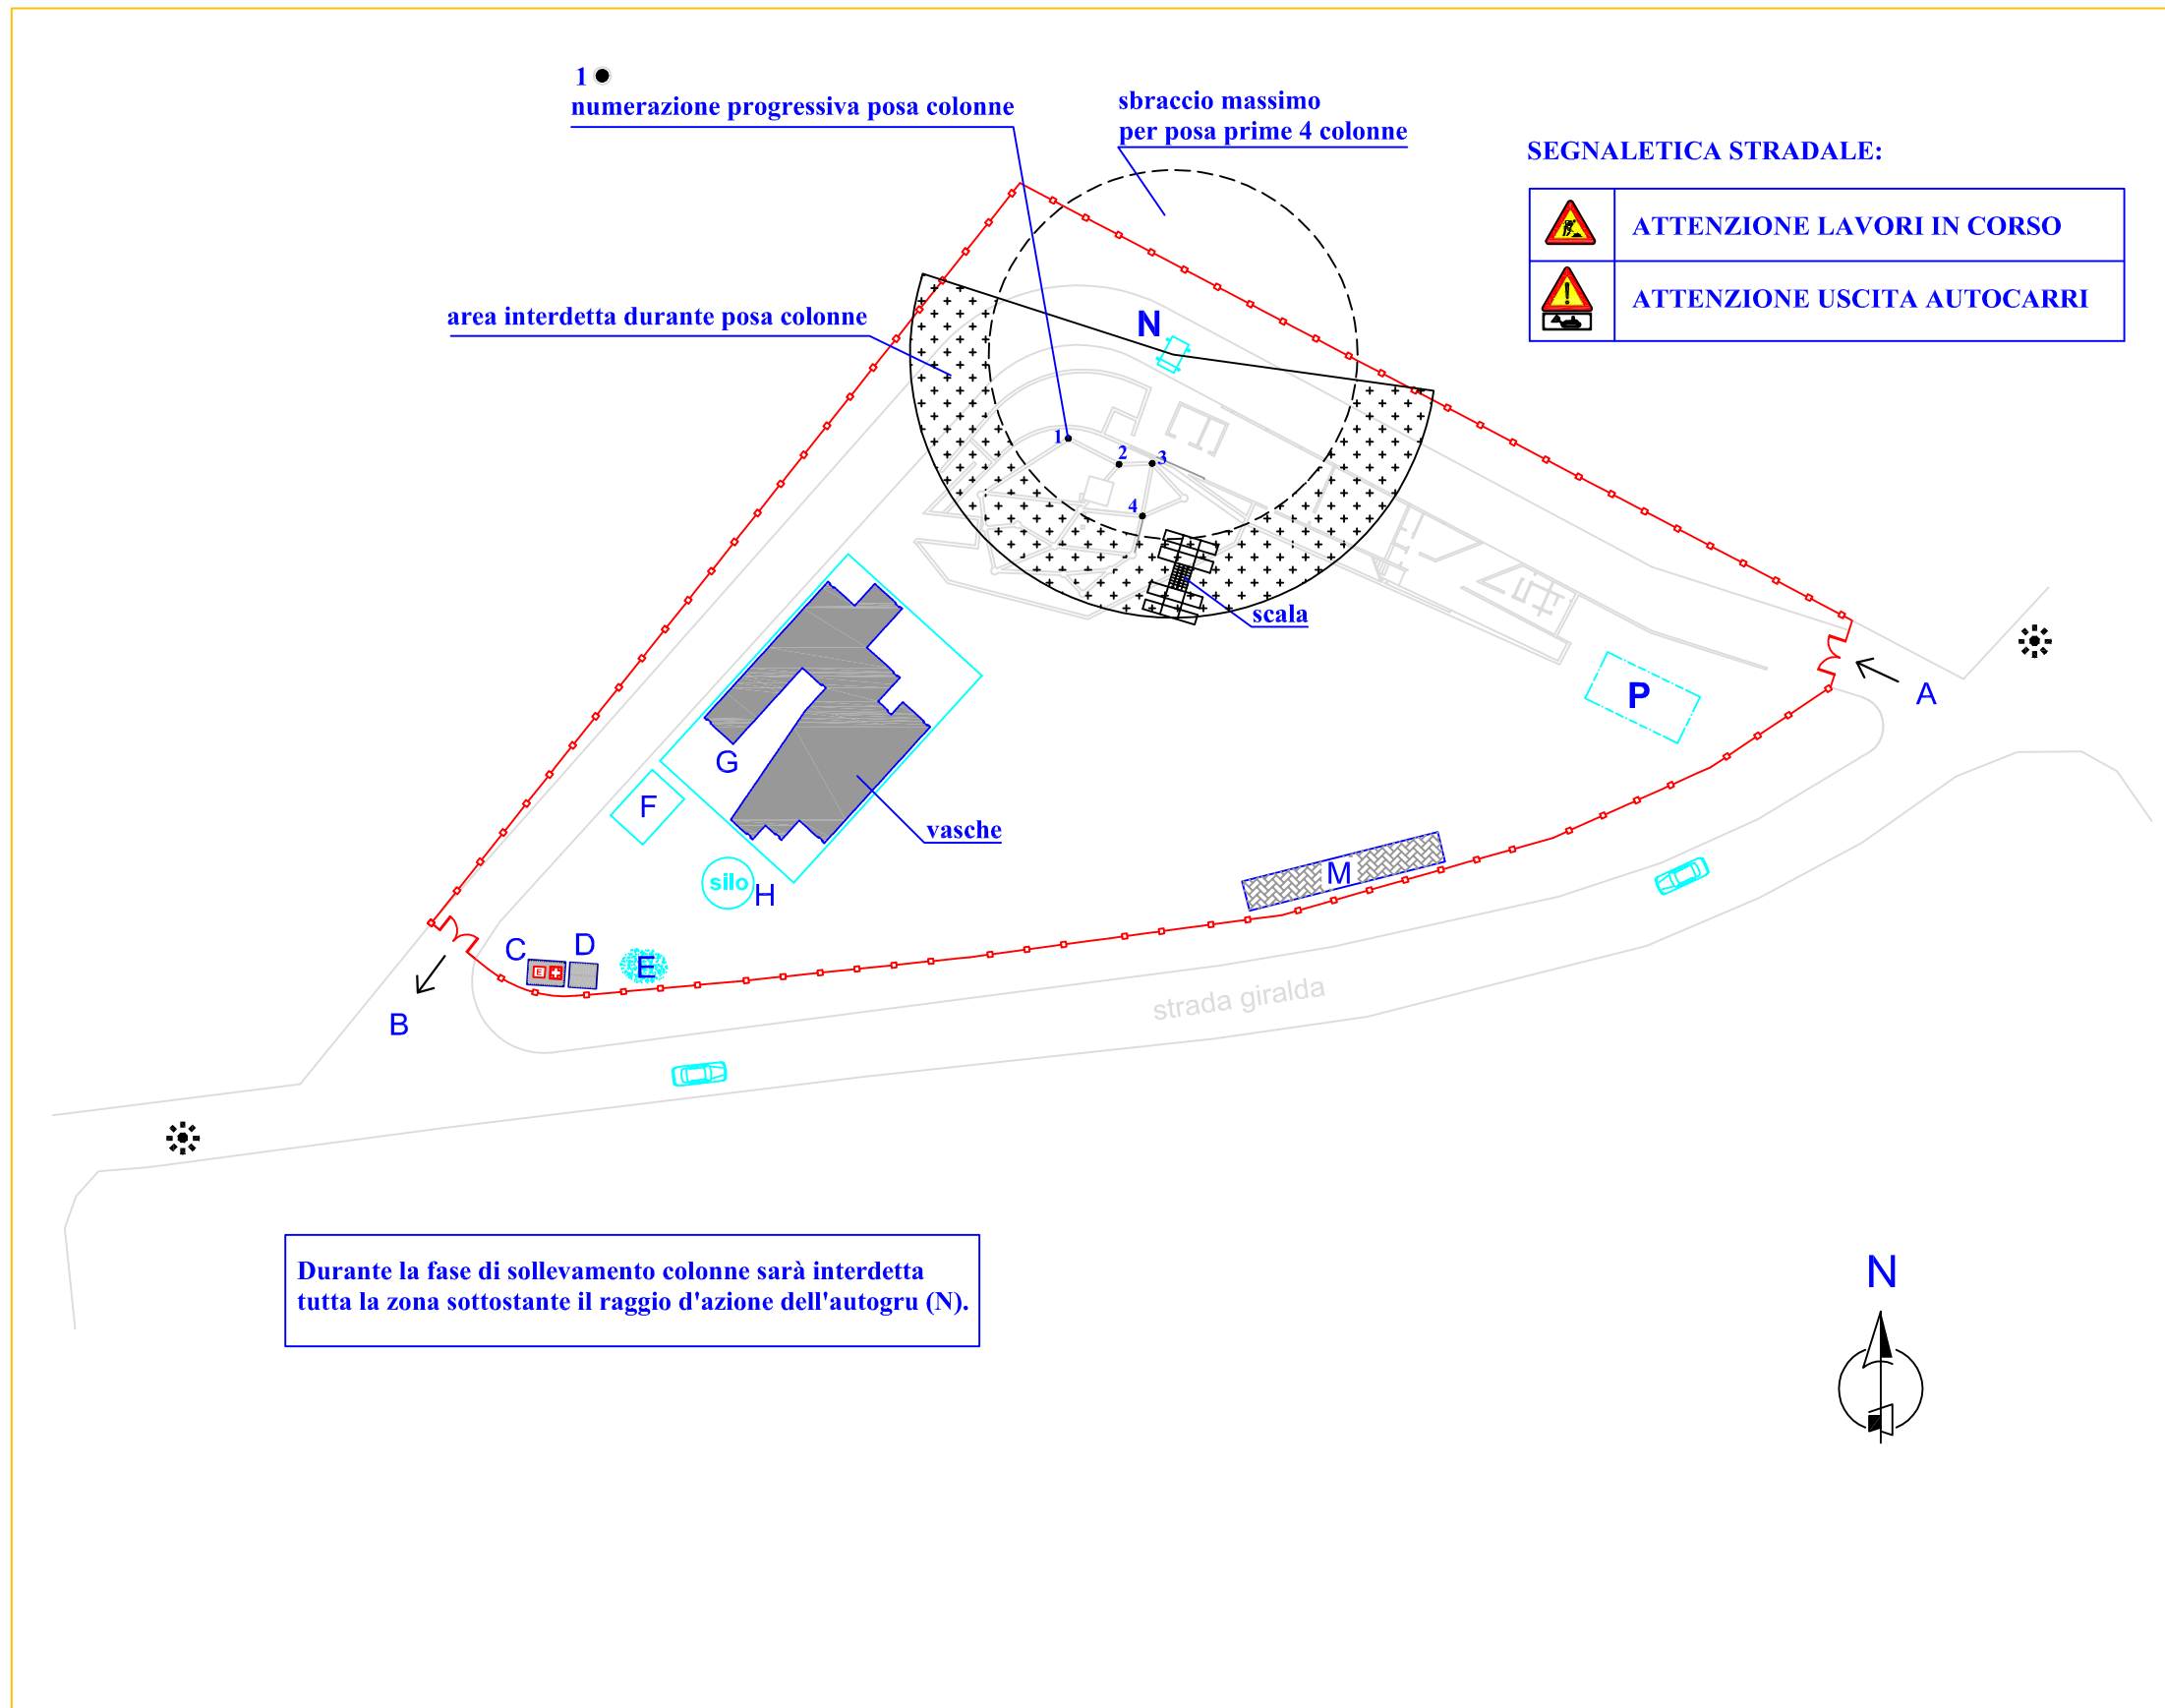 1
numerazione progressiva posa colonne
sbraccio massimo
per posa prime 4 colonne
SEGNALETICA STRADALE:
ATTENZIONE LAVORI IN CORSO
ATTENZIONE USCITA AUTOCARRI
area interdetta durante posa colonne
N
1
2
3
4
scala
P
A
G
F
vasche
silo
H
M
C
D
E
E
B
strada giralda
Durante la fase di sollevamento colonne sarà interdetta
tutta la zona sottostante il raggio d'azione dell'autogru (N).
N